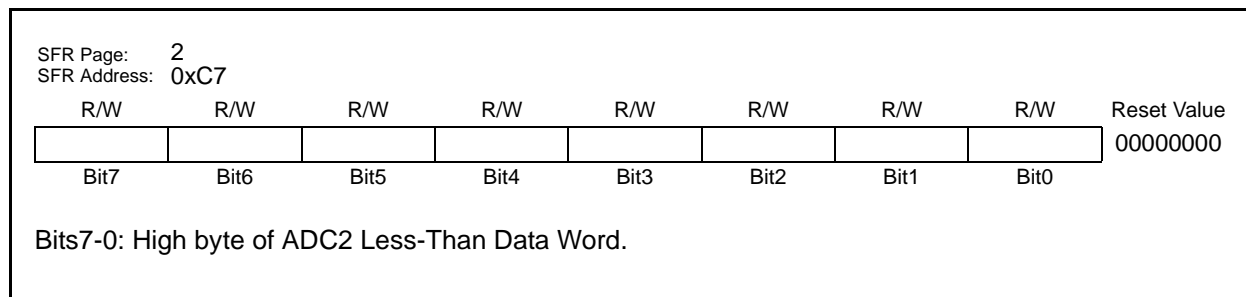 SFR Page: 2
SFR Address: 0xC7
R/W R/W R/W R/W R/W R/W R/W R/W Reset Value
00000000
Bit7 Bit6 Bit5 Bit4 Bit3 Bit2 Bit1 Bit0
Bits7-0: High byte of ADC2 Less-Than Data Word.